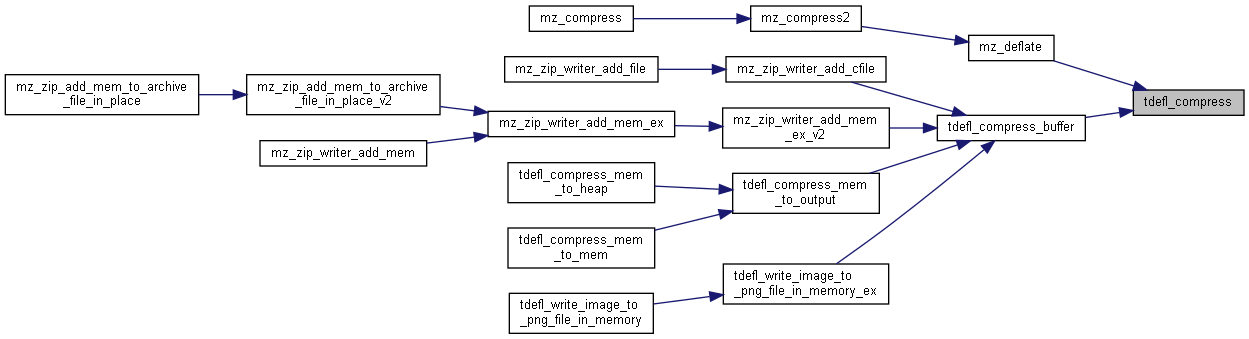 mz_compress
mz_compress2
mz_deflate
mz_zip_writer_add_file
mz_zip_writer_add_cfile
mz_zip_add_mem_to_archive
_file_in_place
mz_zip_add_mem_to_archive
_file_in_place_v2
tdefl_compress
mz_zip_writer_add_mem_ex
mz_zip_writer_add_mem
_ex_v2
tdefl_compress_buffer
mz_zip_writer_add_mem
tdefl_compress_mem
_to_heap
tdefl_compress_mem
_to_output
tdefl_compress_mem
_to_mem
tdefl_write_image_to
_png_file_in_memory_ex
tdefl_write_image_to
_png_file_in_memory